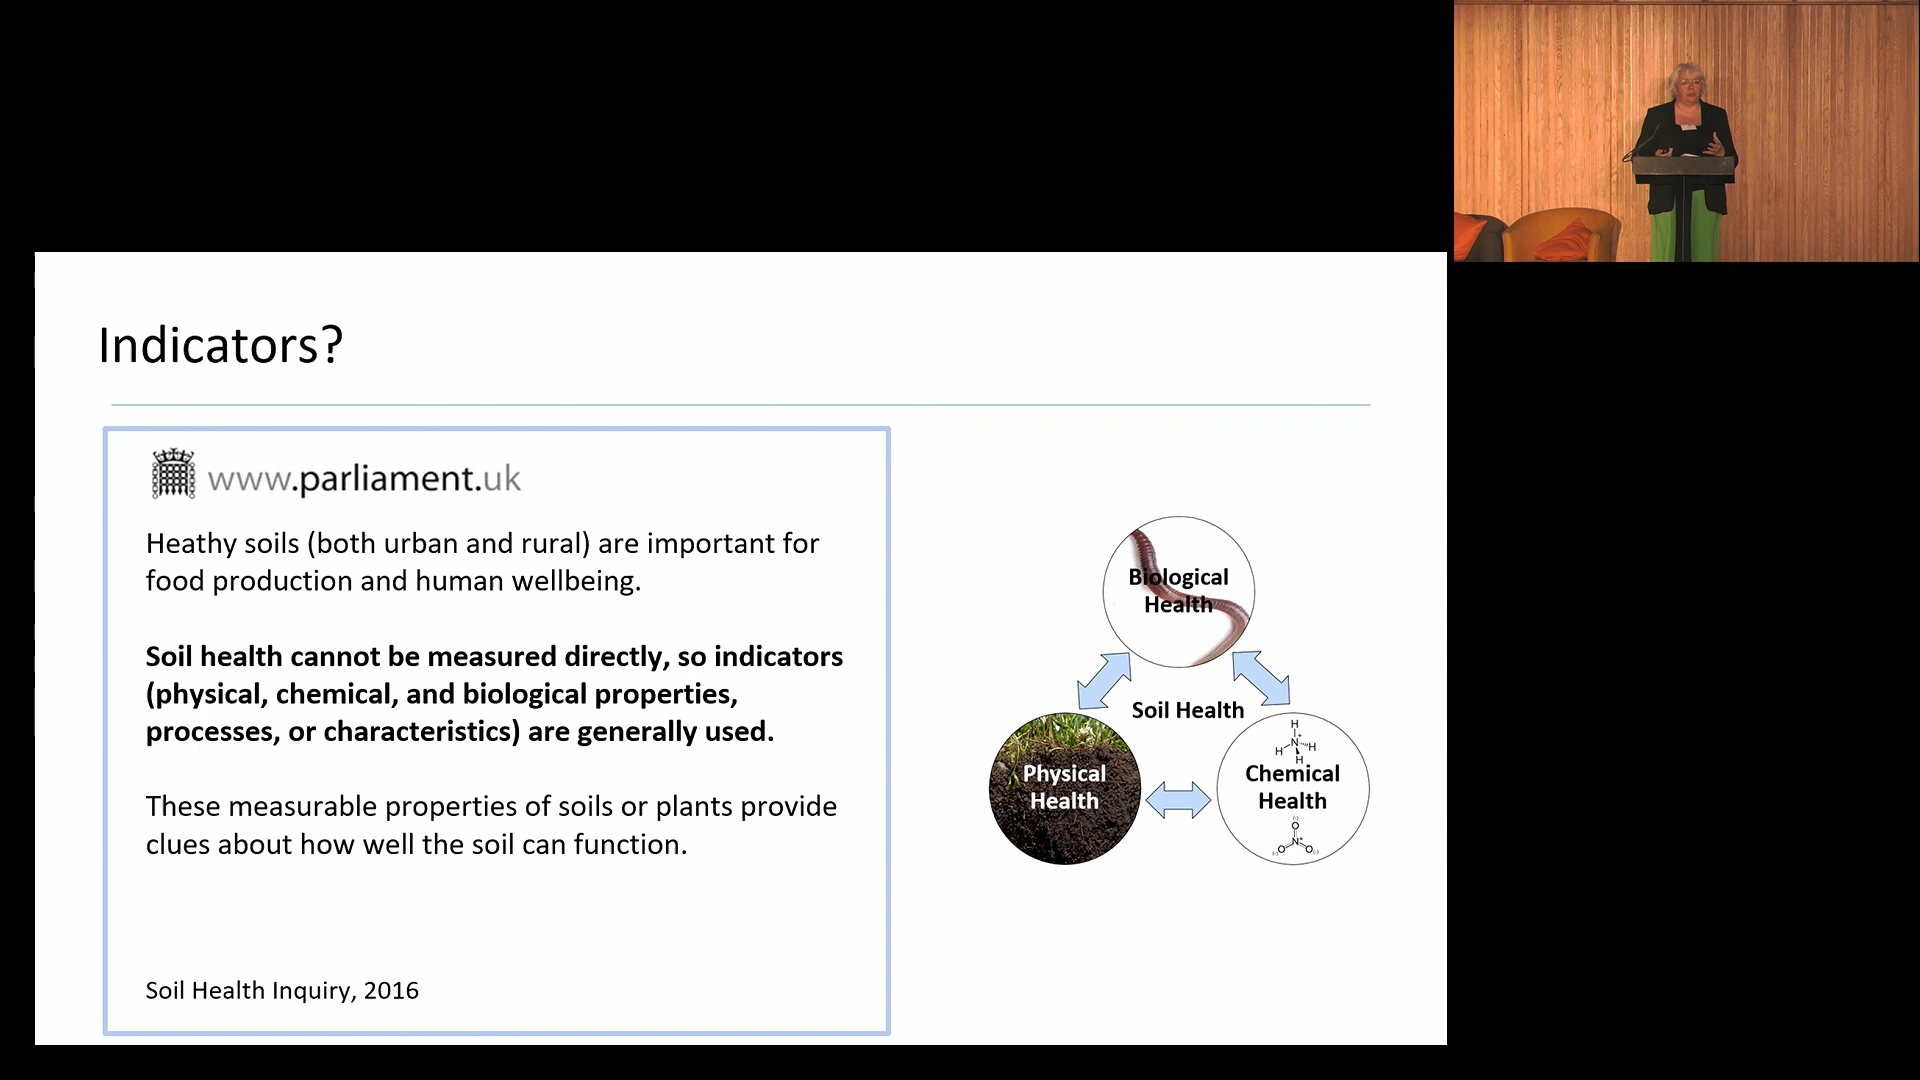 Indicators?
www.parliament.uk
Heathy soils (both urban and rural) are important for
food production and human wellbeing.
Soil health cannot be measured directly, so indicators
(physical, chemical, and biological properties,
processes, or characteristics) are generally used.
These measurable properties of soils or plants provide
clues about how well the soil can function.
Soil Health Inquiry, 2016
Biological
Health
Soil Health
Physical
Health
H
N+
H
H
H
Chemical
Health
(-)
O
N+
(-)O
O(-)